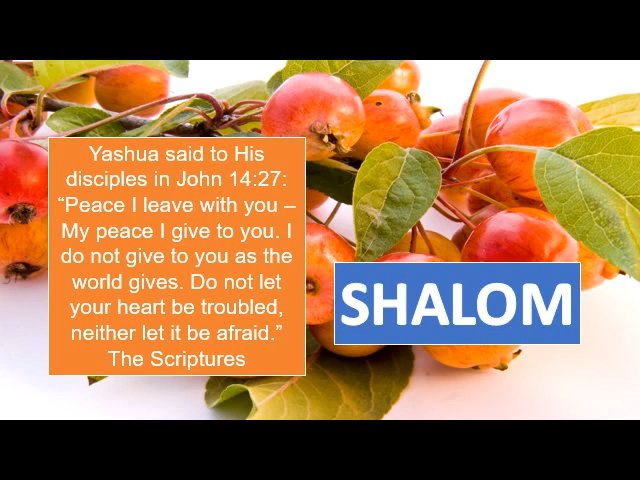 Yashua said to His
disciples in John 14:27:
“Peace I leave with you –
My peace I give to you. I
do not give to you as the
world gives. Do not let
your heart be troubled,
neither let it be afraid.”
The Scriptures
SHALOM